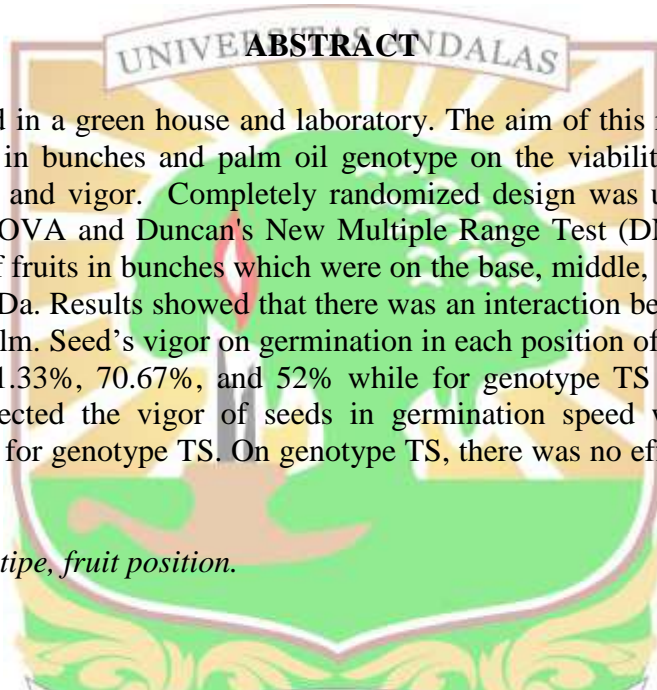 UNIVERSITAS ANDALAS
ABSTRACT
d in a green house and laboratory. The aim of this
in bunches and palm oil genotype on the viabilit
and vigor. Completely randomized design was u
OVA and Duncan's New Multiple Range Test (D
f fruits in bunches which were on the base, middle,
Da. Results showed that there was an interaction be
lm. Seed's vigor on germination in each position of
1.33%, 70.67%, and 52% while for genotype TS
ected the vigor of seeds in germination speed
for genotype TS. On genotype TS, there was no ef
tipe, fruit position.